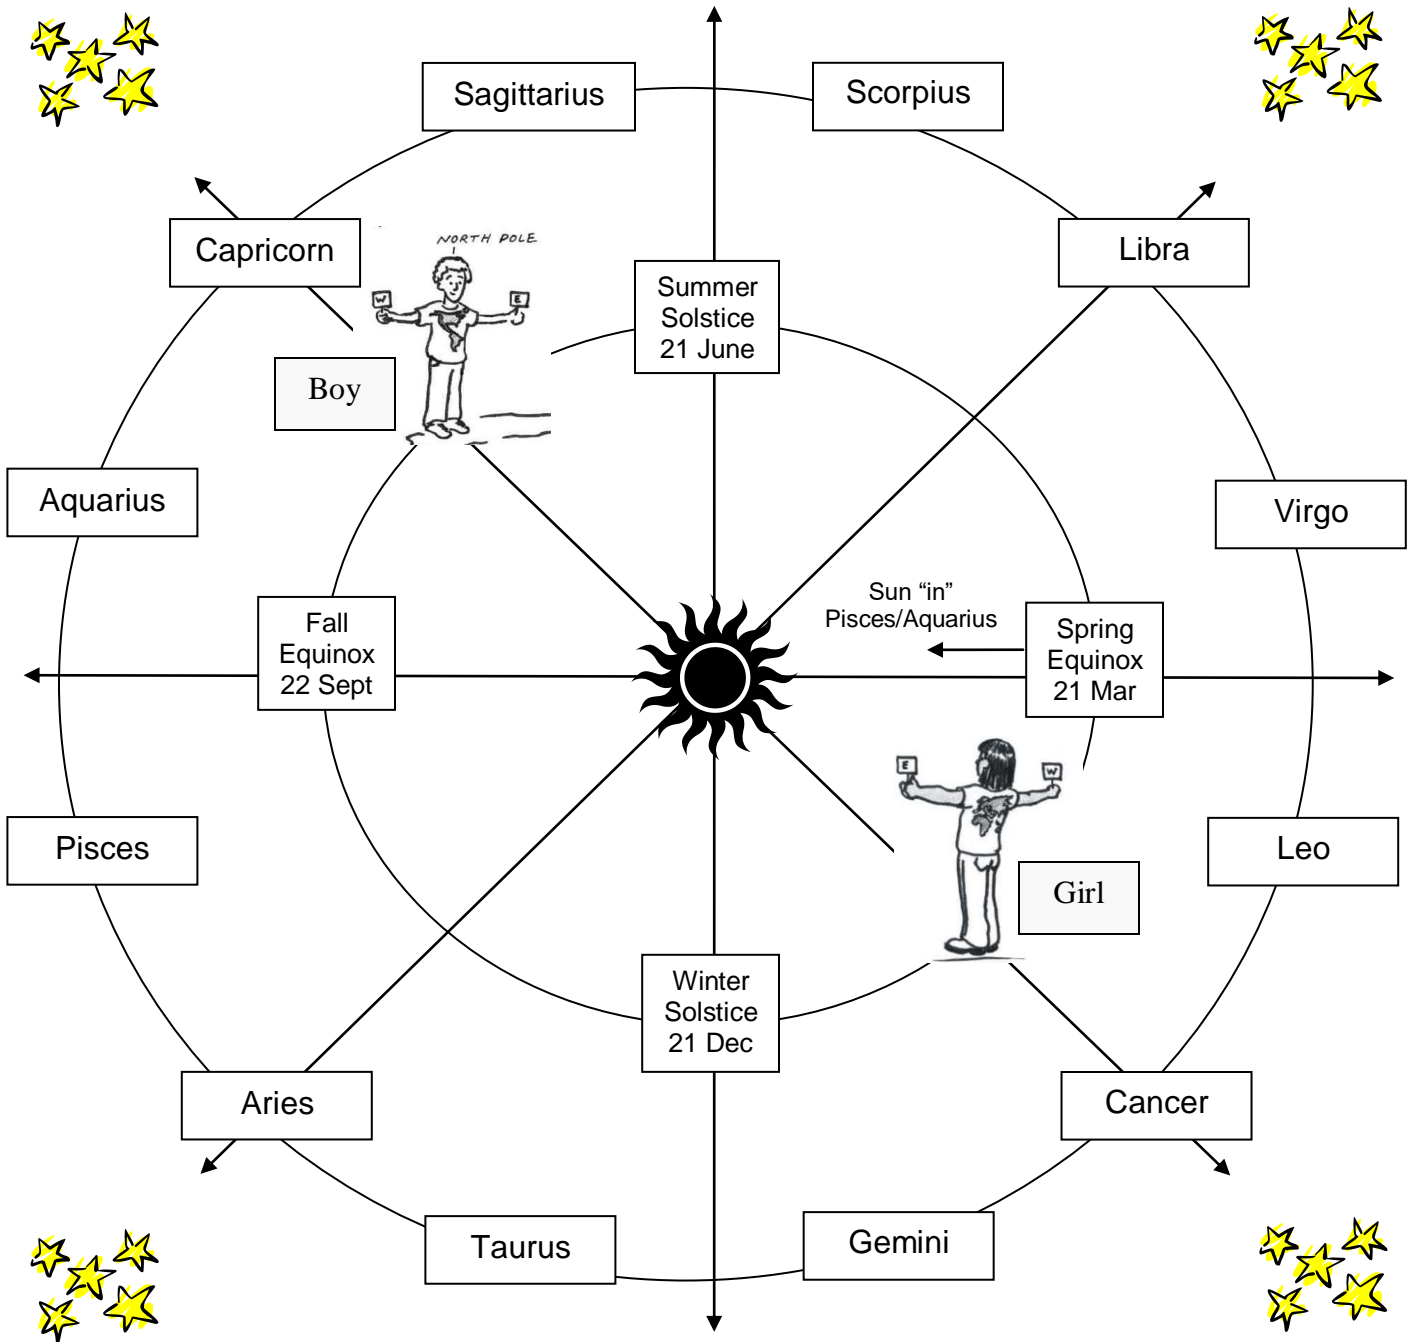 Sagittarius
Scorpius
Capricorn
NORTH POLE
W
E
Libra
Summer
Solstice
21 June
Boy
Aquarius
Virgo
Sun “in”
Pisces/Aquarius
Fall
Equinox
22 Sept
Spring
Equinox
21 Mar
E
W
Pisces
Leo
Girl
Winter
Solstice
21 Dec
Aries
Cancer
Taurus
Gemini